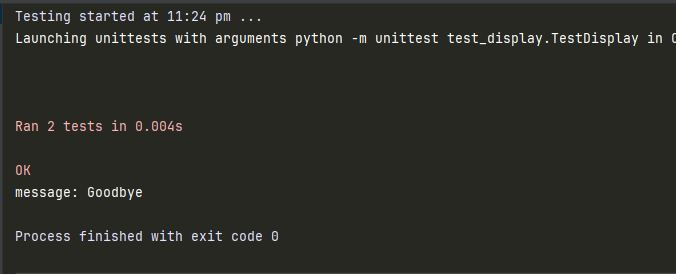 Testing started at 11:24 pm ...
Launching unittests with arguments python -m unittest test_display.TestDisplay in
Ran 2 tests in 0.004s
OK
message: Goodbye
Process finished with exit code 0